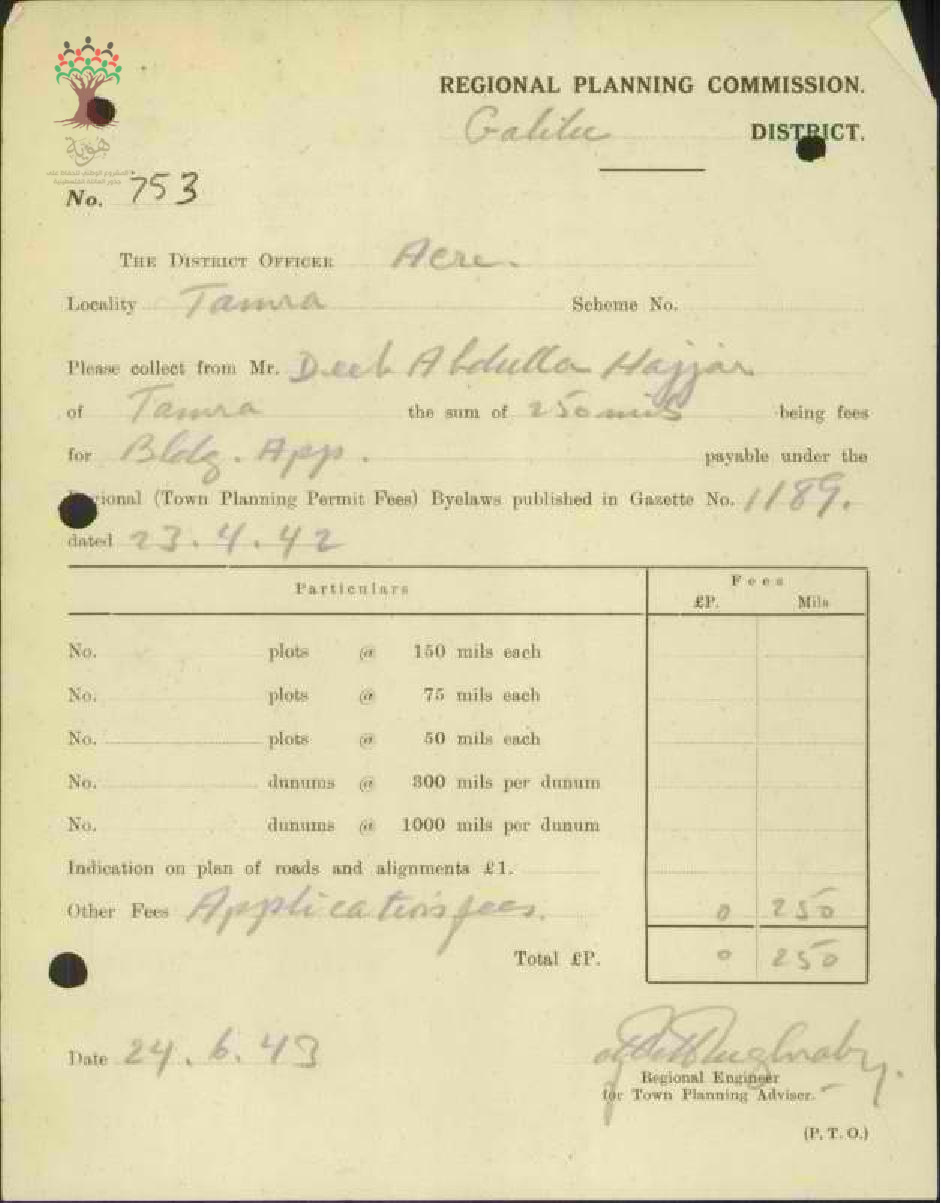 هوية
REGIONAL PLANNING COMMISSION.
Galilee DISTRICT.
No. 753
THE DISTRICT OFFICER Acre.
Locality Tamra Scheme No.
Please collect from Mr. Deeb Abdulla Hajjar
of Tamra the sum of 250 mils being fees
for Bldg. App. payable under the
Regional (Town Planning Permit Fees) Byelaws published in Gazette No. 1189.
dated 23.4.42
Particulars Fees
£P. Mils
No. plots @ 150 mils each
No. plots @ 75 mils each
No. plots @ 50 mils each
No. dunums @ 300 mils per dunum
No. dunums @ 1000 mils per dunum
Indication on plan of roads and alignments £1.
Other Fees Application fees. 0 250
Total £P. 0 250
Date 24.6.43
Regional Engineer
for Town Planning Adviser.
(P. T. O.)